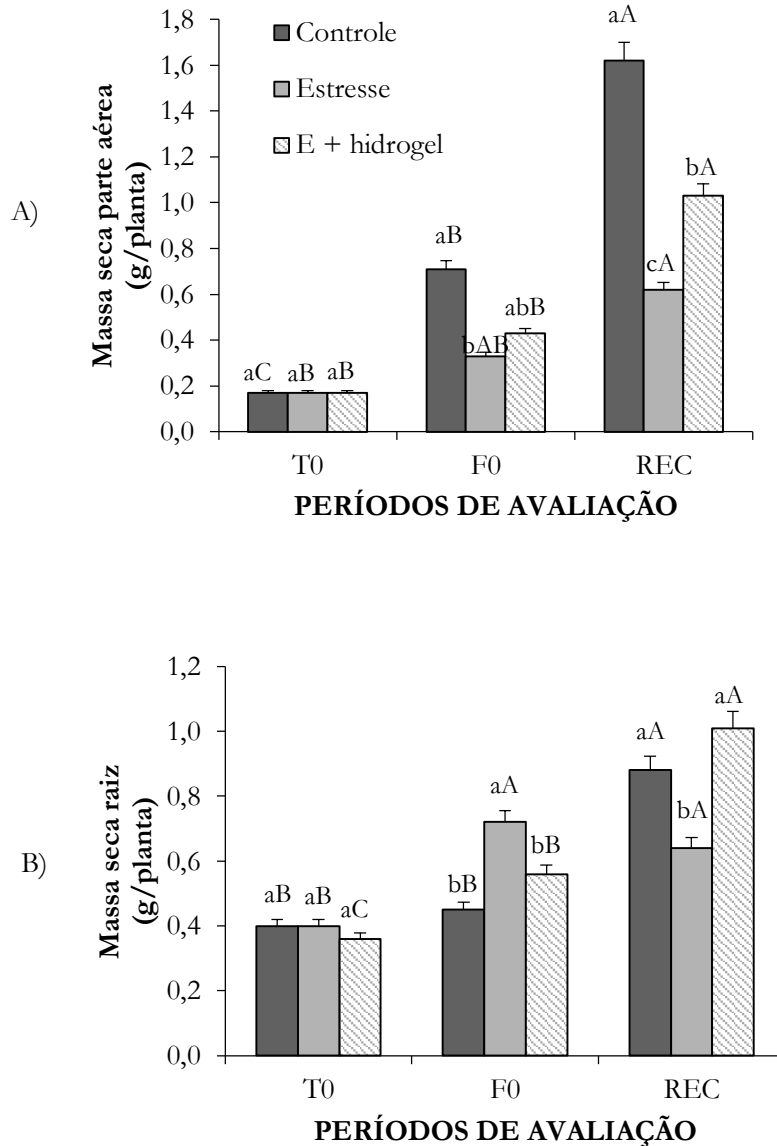 A)
Massa seca parte aérea
(g/planta)
1,8
1,6
1,4
1,2
1,0
0,8
0,6
0,4
0,2
0,0
Controle
Estresse
E + hidrogel
aC aB aB
aB bAB abB
aA cA bA
T0 F0 REC
PERÍODOS DE AVALIAÇÃO
B)
Massa seca raiz
(g/planta)
1,2
1,0
0,8
0,6
0,4
0,2
0,0
aB aB aC
bB aA bB
aA bA aA
T0 F0 REC
PERÍODOS DE AVALIAÇÃO